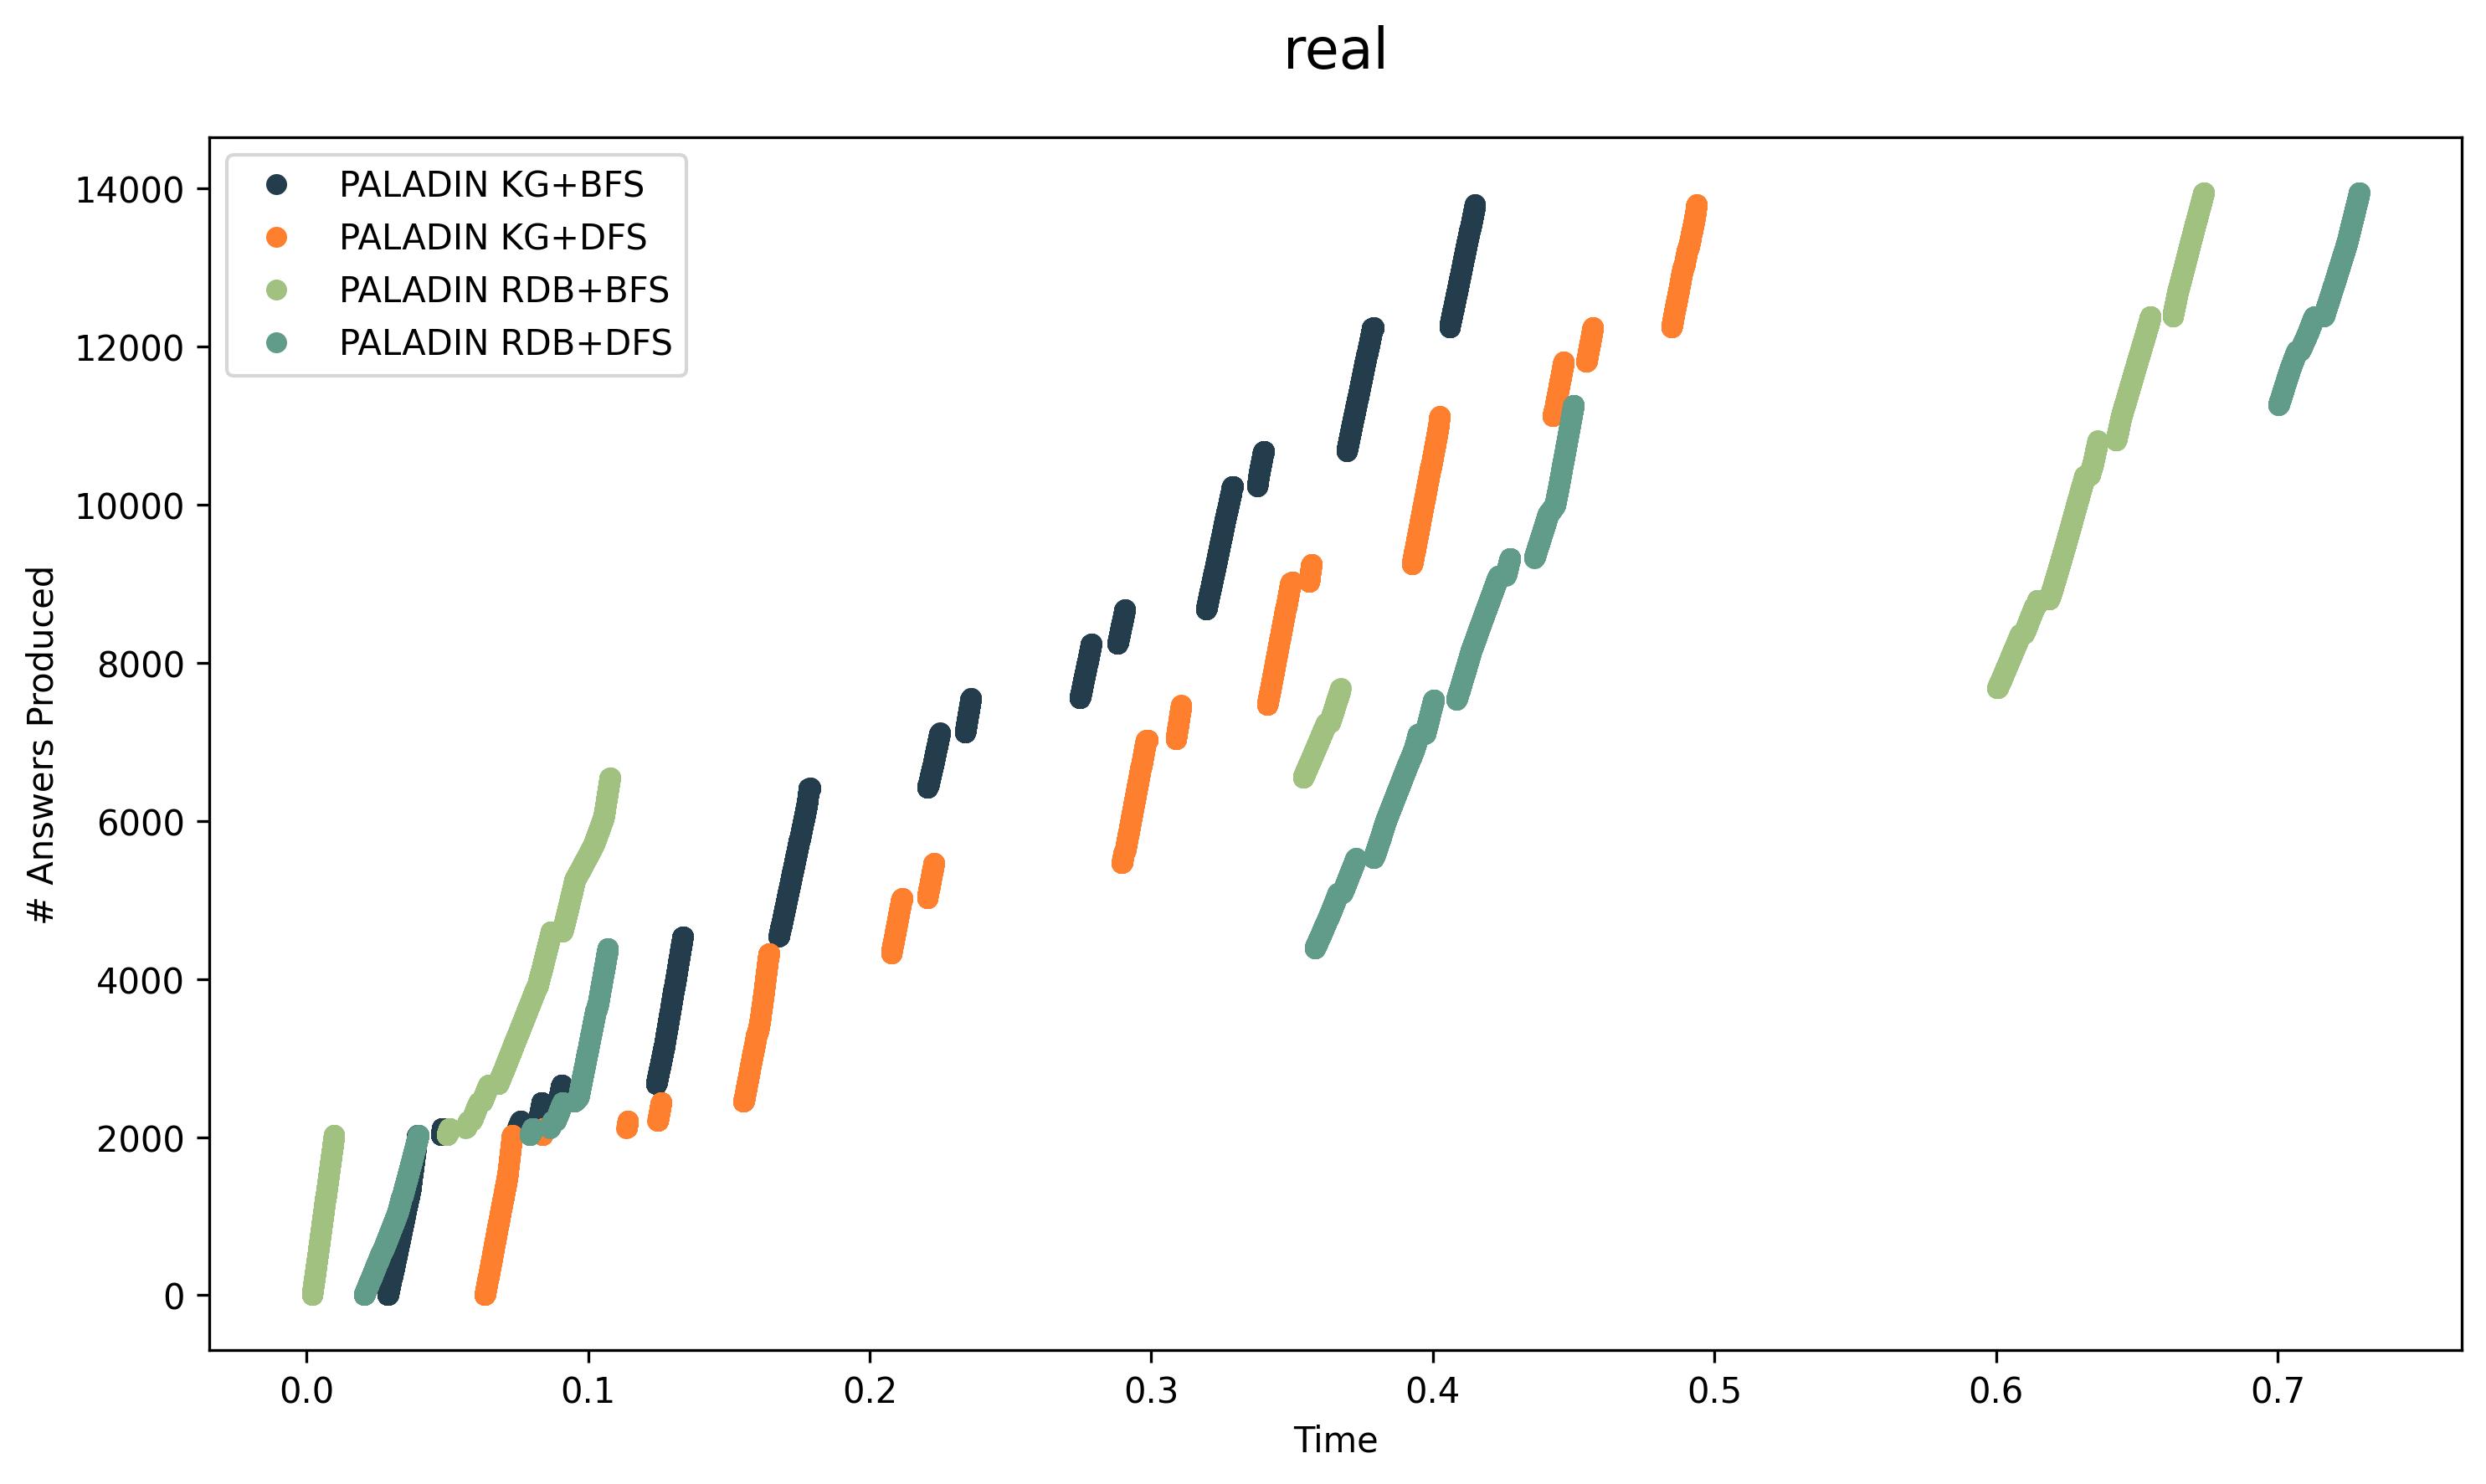 real
PALADIN KG+BFS
PALADIN KG+DFS
PALADIN RDB+BFS
PALADIN RDB+DFS
# Answers Produced
14000
12000
10000
8000
6000
4000
2000
0
0.0 0.1 0.2 0.3 0.4 0.5 0.6 0.7
Time